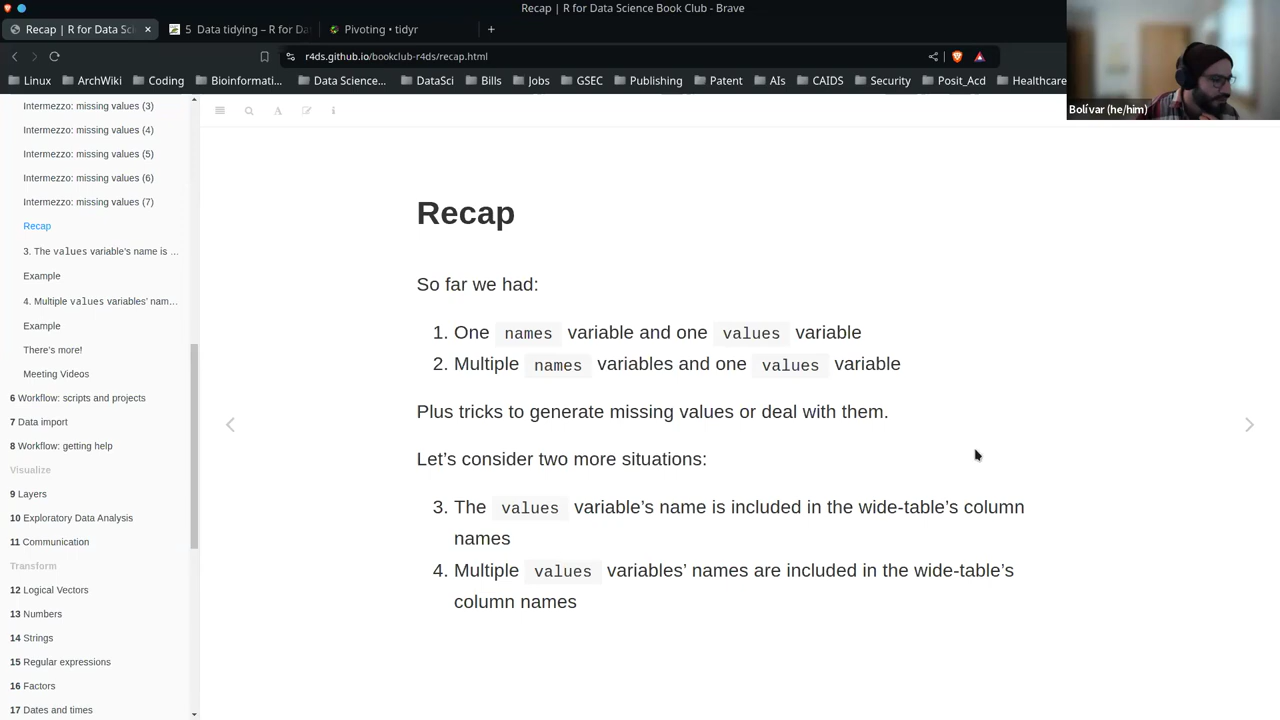 Recap | R for Data Science Book Club - Brave
Recap | R for Data Sci
5 Data tidying – R for Da
Pivoting • tidyr
r4ds.github.io/bookclub-r4ds/recap.html
Linux
ArchWiki
Coding
Bioinformati...
Data Science...
DataSci
Bills
Jobs
GSEC
Publishing
Patent
AIs
CAIDS
Security
Posit_Acd
Healthcare
Bolívar (he/him)
Intermezzo: missing values (3)
Intermezzo: missing values (4)
Intermezzo: missing values (5)
Intermezzo: missing values (6)
Intermezzo: missing values (7)
Recap
3. The values variable's name is …
Example
4. Multiple values variables' nam…
Example
There's more!
Meeting Videos
6 Workflow: scripts and projects
7 Data import
8 Workflow: getting help
Visualize
9 Layers
10 Exploratory Data Analysis
11 Communication
Transform
12 Logical Vectors
13 Numbers
14 Strings
15 Regular expressions
16 Factors
17 Dates and times
Recap
So far we had:
1. One names variable and one values variable
2. Multiple names variables and one values variable
Plus tricks to generate missing values or deal with them.
Let's consider two more situations:
3. The values variable's name is included in the wide-table's column
names
4. Multiple values variables' names are included in the wide-table's
column names